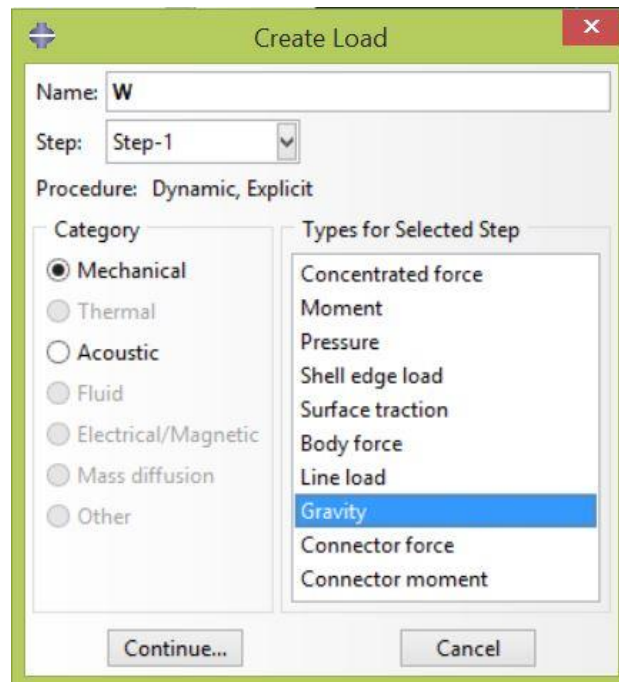 Create Load
x
Name: W
Step: Step-1
Procedure: Dynamic, Explicit
Category
Mechanical
Thermal
Acoustic
Fluid
Electrical/Magnetic
Mass diffusion
Other
Types for Selected Step
Concentrated force
Moment
Pressure
Shell edge load
Surface traction
Body force
Line load
Gravity
Connector force
Connector moment
Continue...
Cancel